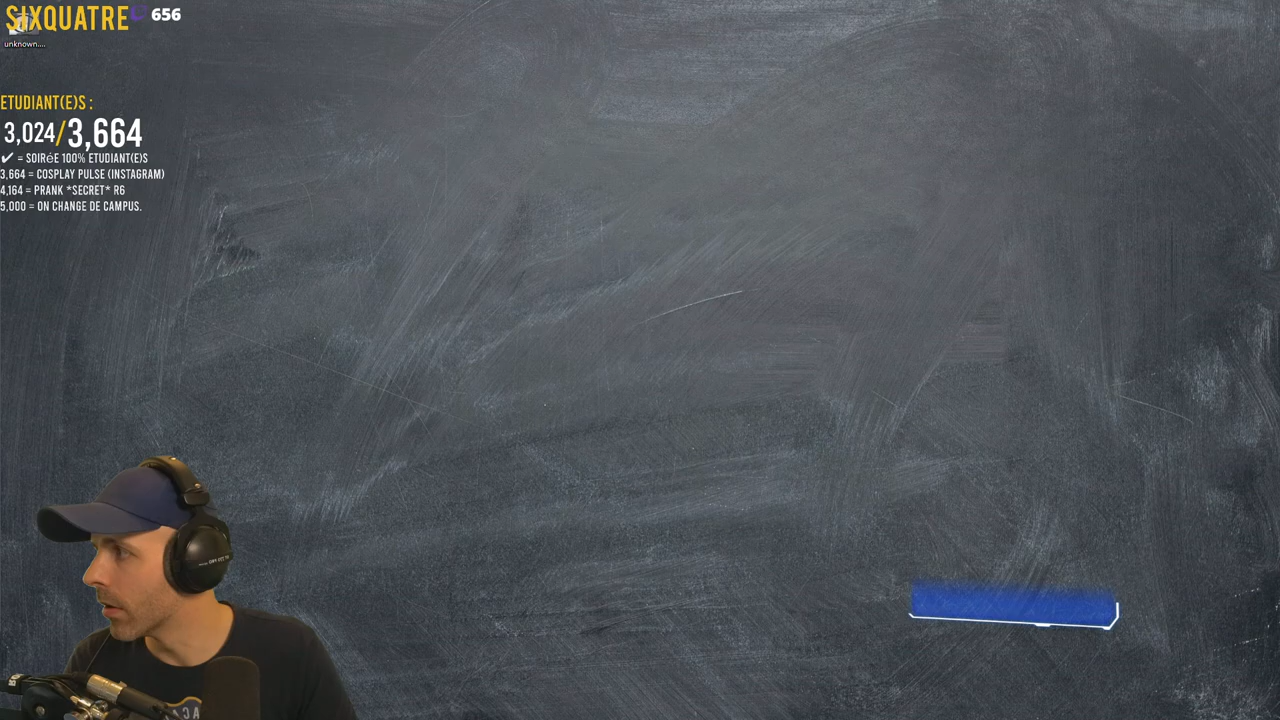 SIXQUATRE 656
unknown....
ETUDIANT(E)S :
3,024/3,664
✔ = SOIRéE 100% ETUDIANT(E)S
3,664 = COSPLAY PULSE (INSTAGRAM)
4,164 = PRANK *SECRET* R6
5,000 = ON CHANGE DE CAMPUS.